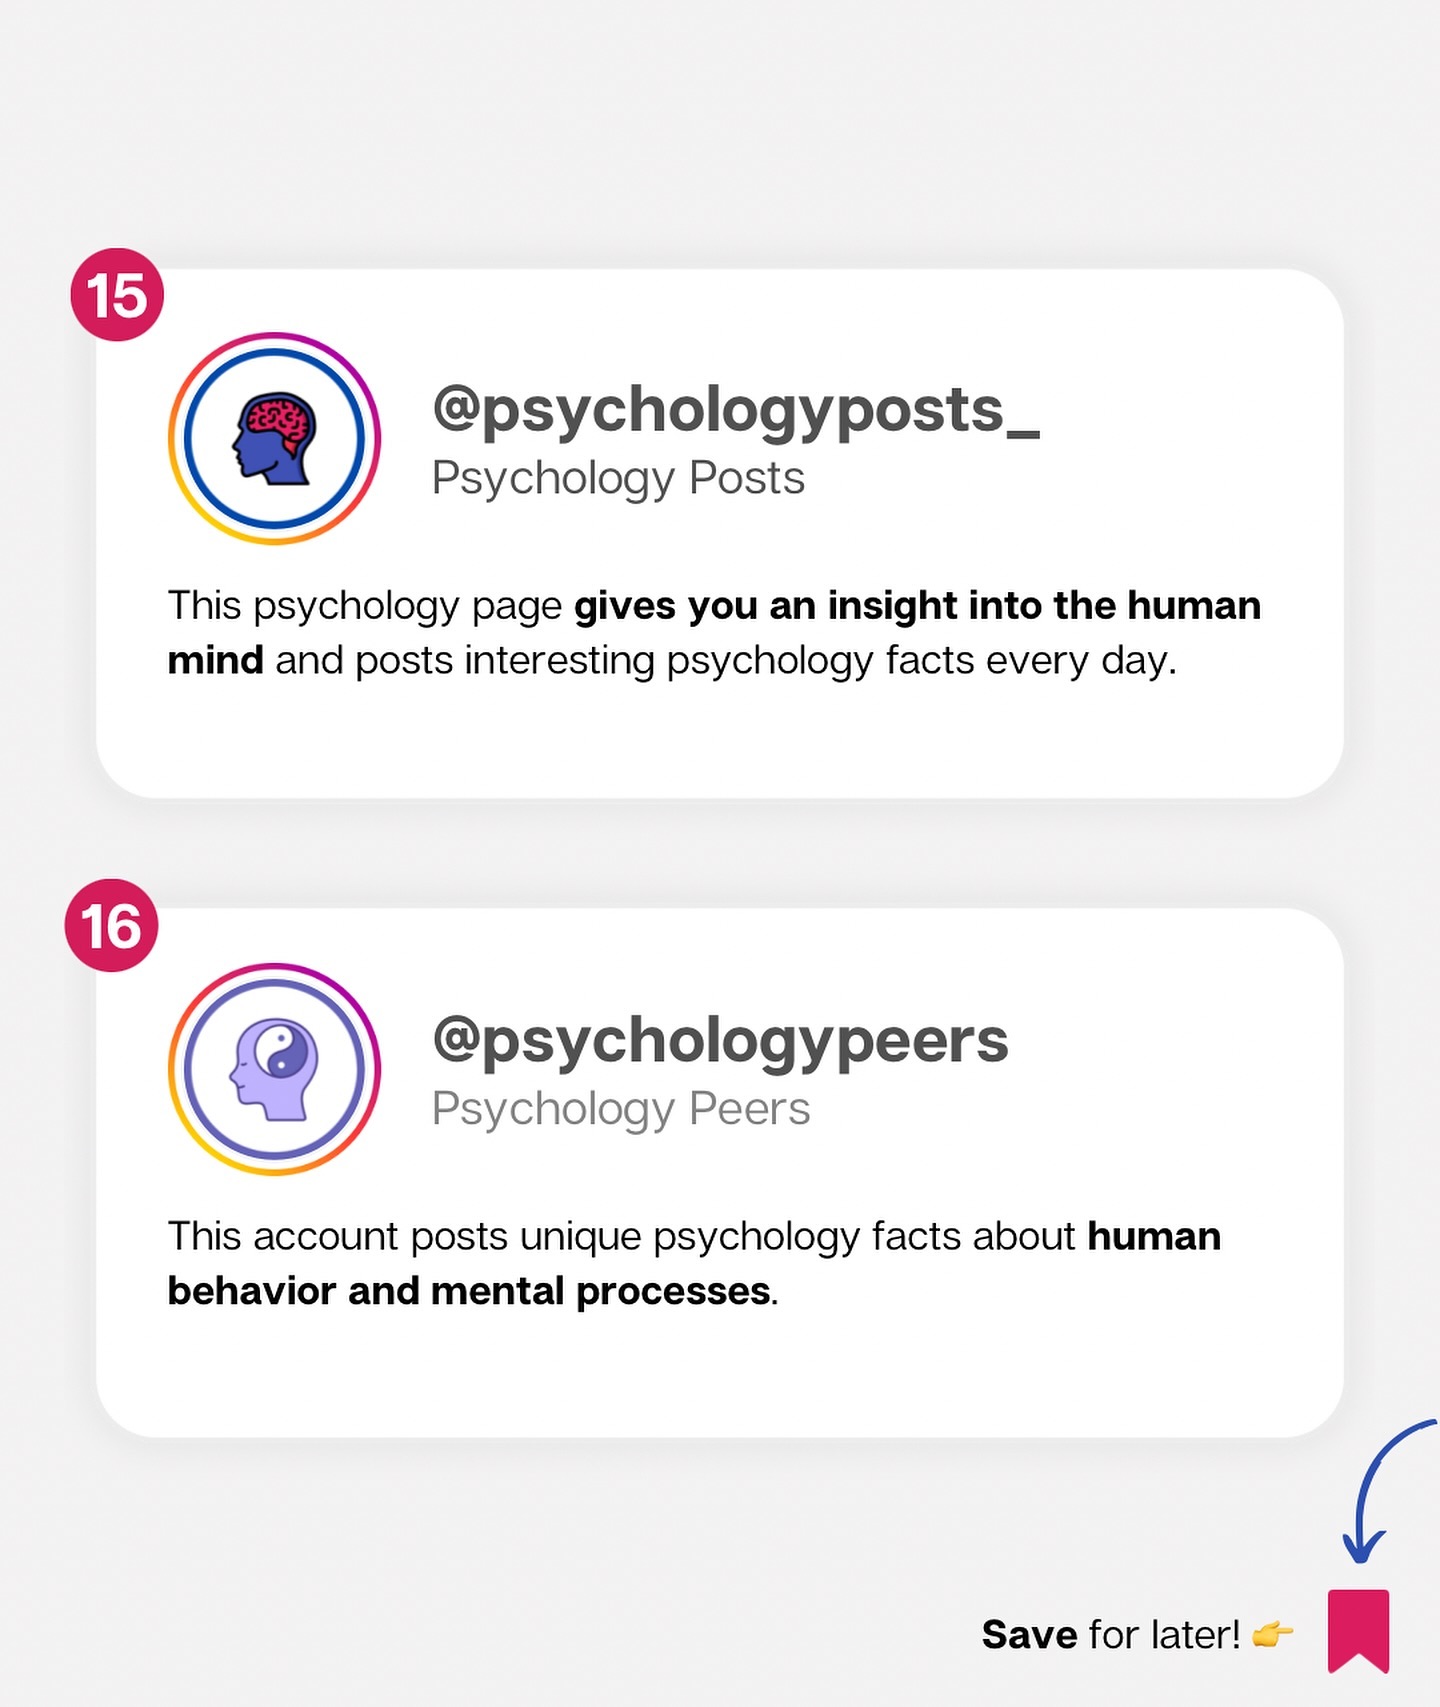 15
@psychologyposts_
Psychology Posts
This psychology page gives you an insight into the human
mind and posts interesting psychology facts every day.
16
@psychologypeers
Psychology Peers
This account posts unique psychology facts about human
behavior and mental processes.
Save for later! 👉